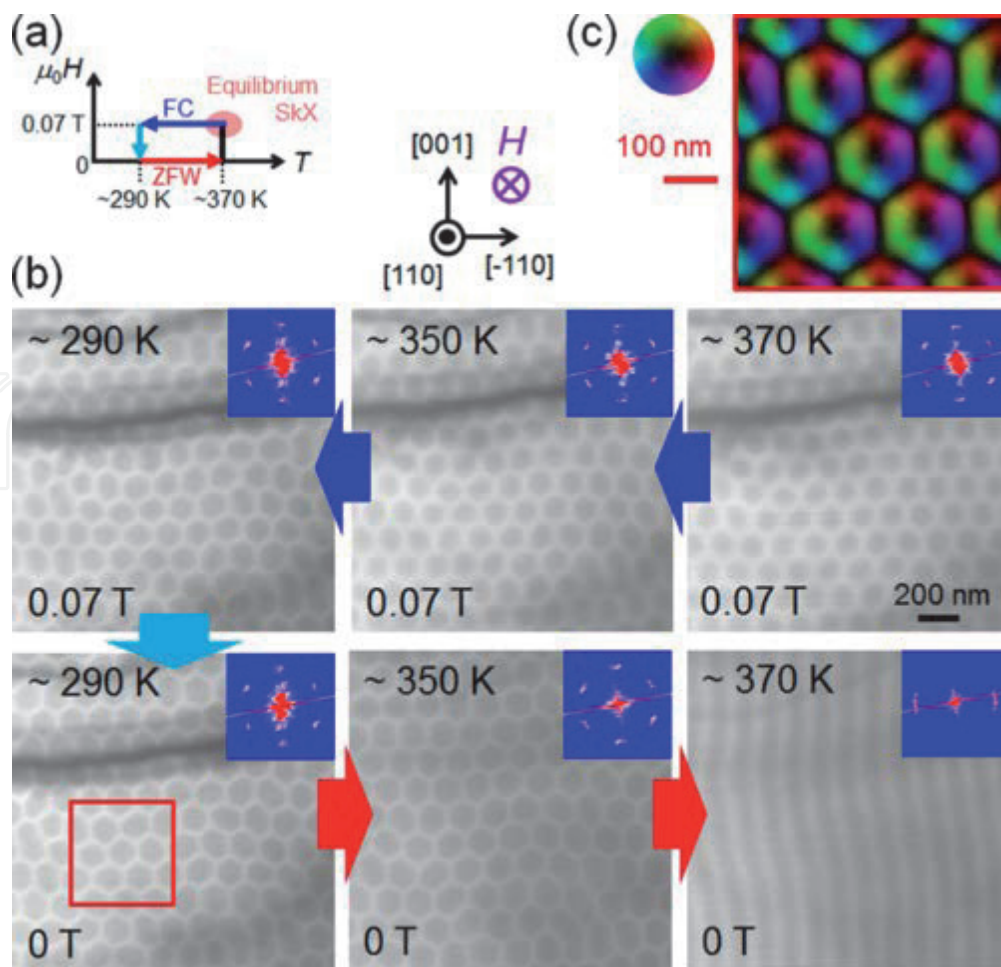 (a)
μ₀H
0.07 T
0
FC
Equilibrium
SkX
ZFW
T
~290 K
~370 K
[001]
H
[110]
[-110]
(c)
100 nm
(b)
~ 290 K
0.07 T
~ 350 K
0.07 T
~ 370 K
0.07 T
200 nm
~ 290 K
0 T
~ 350 K
0 T
~ 370 K
0 T